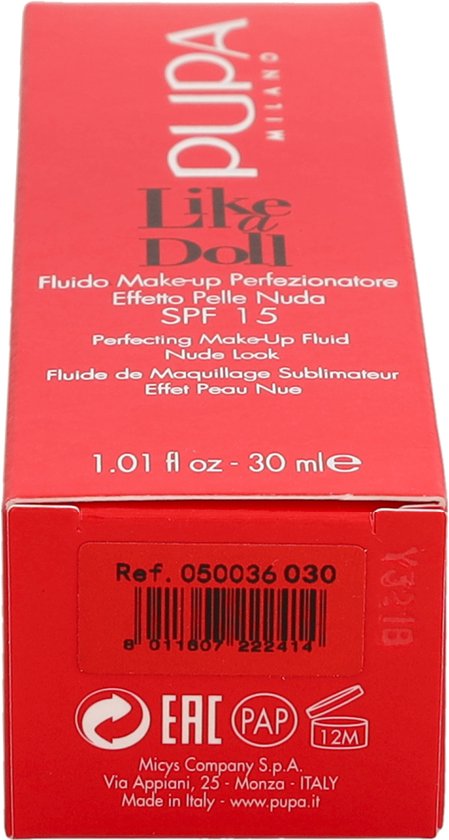 PUPA
MILANO
Like
a
Doll
Fluido Make-up Perfezionatore
Effetto Pelle Nuda
SPF 15
Perfecting Make-Up Fluid
Nude Look
Fluide de Maquillage Sublimateur
Effet Peau Nue
1.01 fl oz - 30 ml℮
Ref. 050036 030
8 011607 222414
Y321B
EAC
PAP
12M
Micys Company S.p.A.
Via Appiani, 25 - Monza - ITALY
Made in Italy - www.pupa.it